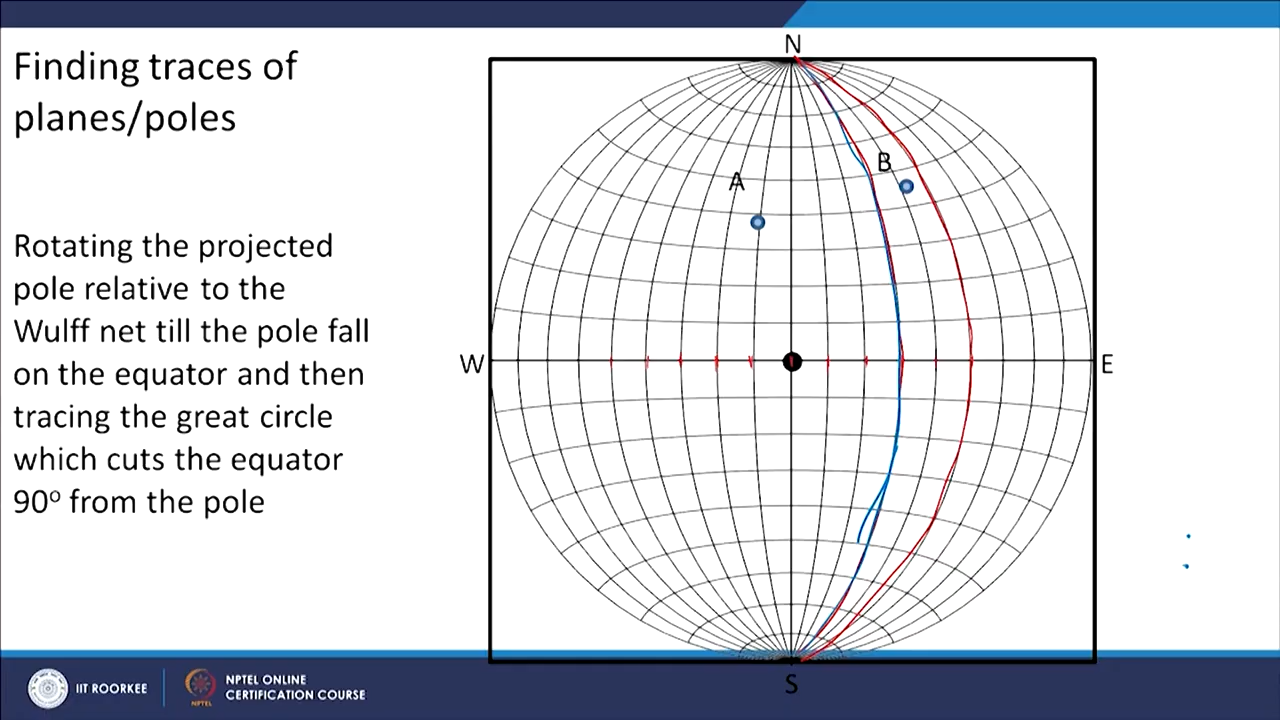 Finding traces of
planes/poles
Rotating the projected
pole relative to the
Wulff net till the pole fall
on the equator and then
tracing the great circle
which cuts the equator
90º from the pole
N
A
B
W
E
S
IIT ROORKEE
NPTEL ONLINE
CERTIFICATION COURSE
NPTEL